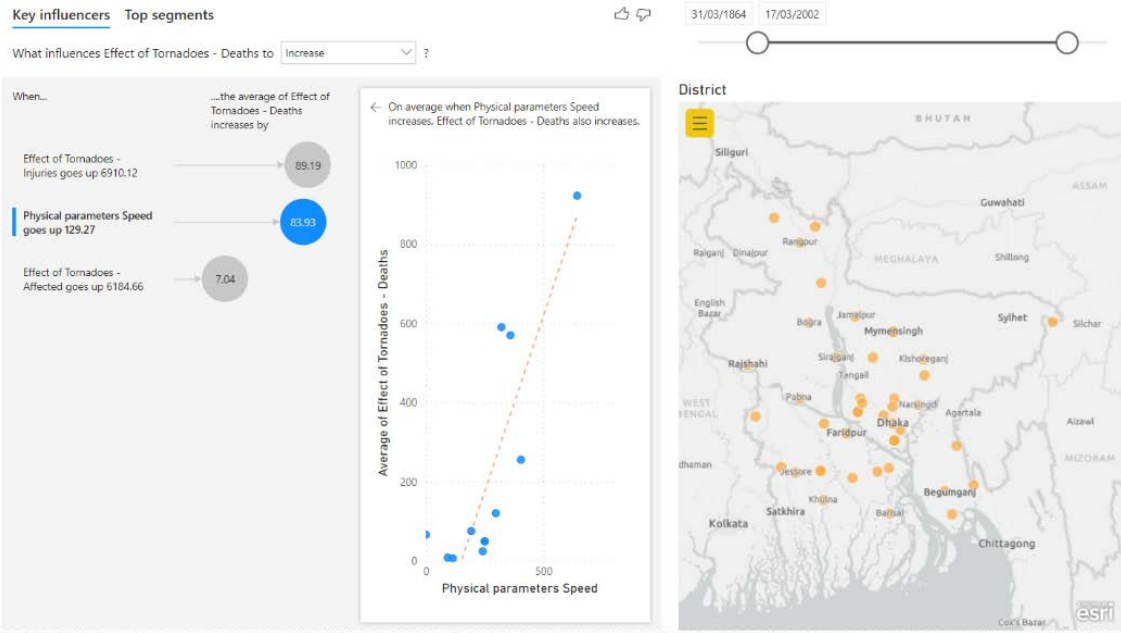 Key influencers Top segments
What influences Effect of Tornadoes - Deaths to Increase ?
When...
....the average of Effect of
Tornadoes - Deaths
increases by
Effect of Tornadoes -
Injuries goes up 6910.12
89.19
Physical parameters Speed
goes up 129.27
83.93
Effect of Tornadoes -
Affected goes up 6184.66
7.04
On average when Physical parameters Speed
increases, Effect of Tornadoes - Deaths also increases.
Average of Effect of Tornadoes - Deaths
1000
800
600
400
200
0
0 500
Physical parameters Speed
31/03/1864 17/03/2002
District
BHUTAN
Siliguri
ASSAM
Guwahati
Rangpur
Raiganj Dinajpur
MEGHALAYA
Shillong
English
Bazar
Bogra
Jamalpur
Mymensingh
Sylhet
Silchar
Rajshahi
Sirajganj
Kishoreganj
Tangail
WEST
BENGAL
Pabna
Narsingdi
Agartala
Dhaka
Aizawl
Faridpur
dhaman
Jessore
MIZORAM
Khulna
Begumganj
Satkhira
Barisal
Kolkata
Chittagong
esri
Cox's Bazar